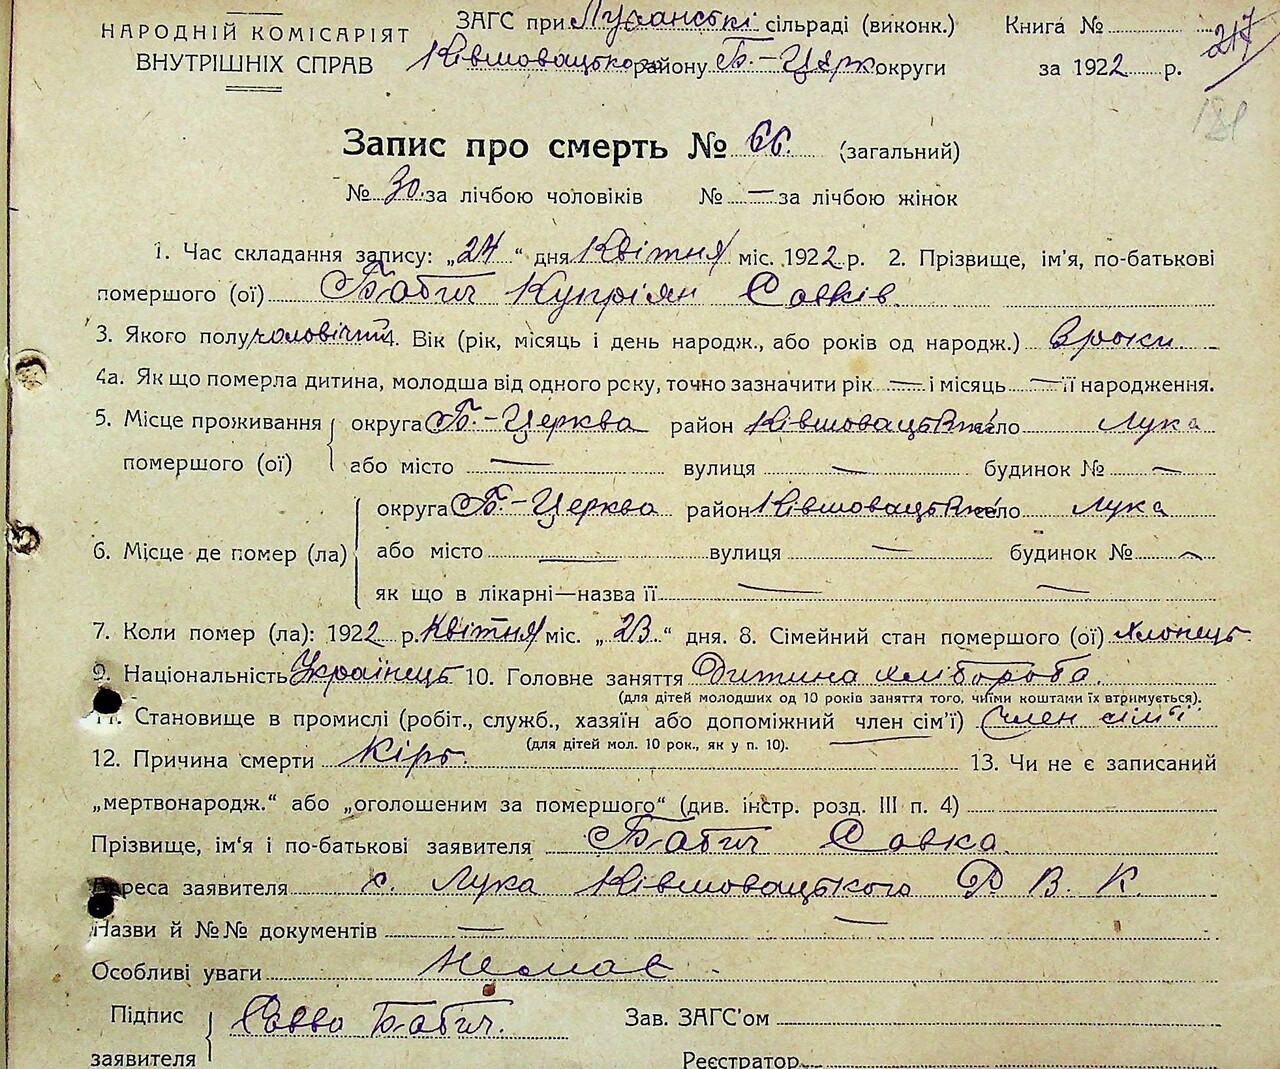 НАРОДНІЙ КОМІСАРІЯТ
ВНУТРІШНІХ СПРАВ
ЗАГС при Луканські сільраді (виконк.)
Ківшовацького району Б.-Церк округи
Книга №
за 1922 р.
217
181
Запис про смерть № 66. (загальний)
№ 30. за лічбою чоловіків № — за лічбою жінок
1. Час складання запису: „24“ дня Квітня міс. 1922 р. 2. Прізвище, ім'я, по-батькові
помершого (ої) Бабич Купріян Савків.
3. Якого полу чоловічий 4. Вік (рік, місяць і день народж., або років од народж.) роки
4а. Як що померла дитина, молодша від одного року, точно зазначити рік — і місяць — її народження.
5. Місце проживання помершого (ої)
округа Б.-Церква район Ківшоваць село Лука
або місто — вулиця — будинок № —
6. Місце де помер (ла)
округа Б.-Церква район Ківшоваць село Лука
або місто — вулиця — будинок № —
як що в лікарні—назва її — —
7. Коли помер (ла): 1922 р. Квітня міс. „23.“ дня. 8. Сімейний стан помершого (ої) хлопець.
9. Національність Українець 10. Головне заняття Дитина хлібороба.
(для дітей молодших од 10 років заняття того, чиїми коштами їх втримується).
11. Становище в промислі (робіт., служб., хазяїн або допоміжний член сім'ї) Член сім'ї
(для дітей мол. 10 рок., як у п. 10).
12. Причина смерти Кірь. — 13. Чи не є записаний
„мертвонародж.“ або „оголошеним за помершого“ (див. інстр. розд. III п. 4)
Прізвище, ім'я і по-батькові заявителя Бабич Савка.
Адреса заявителя с. Лука Ківшовацького Р. В. К.
Назви й №№ документів — —
Особливі уваги Немає.
Підпис заявителя Савва Бабич.
Зав. ЗАГС'ом
Реєстратор